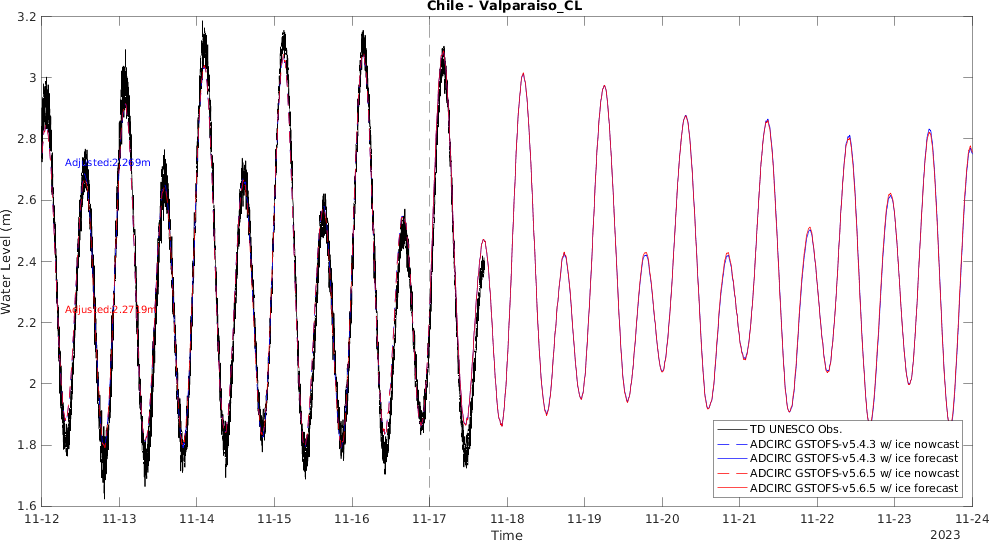 Chile - Valparaiso_CL
3.2
3
2.8
2.6
2.4
2.2
2
1.8
1.6
Water Level (m)
Adjusted:2.269m
Adjusted:2.2719m
TD UNESCO Obs.
ADCIRC GSTOFS-v5.4.3 w/ ice nowcast
ADCIRC GSTOFS-v5.4.3 w/ ice forecast
ADCIRC GSTOFS-v5.6.5 w/ ice nowcast
ADCIRC GSTOFS-v5.6.5 w/ ice forecast
11-12 11-13 11-14 11-15 11-16 11-17 11-18 11-19 11-20 11-21 11-22 11-23 11-24
Time
2023